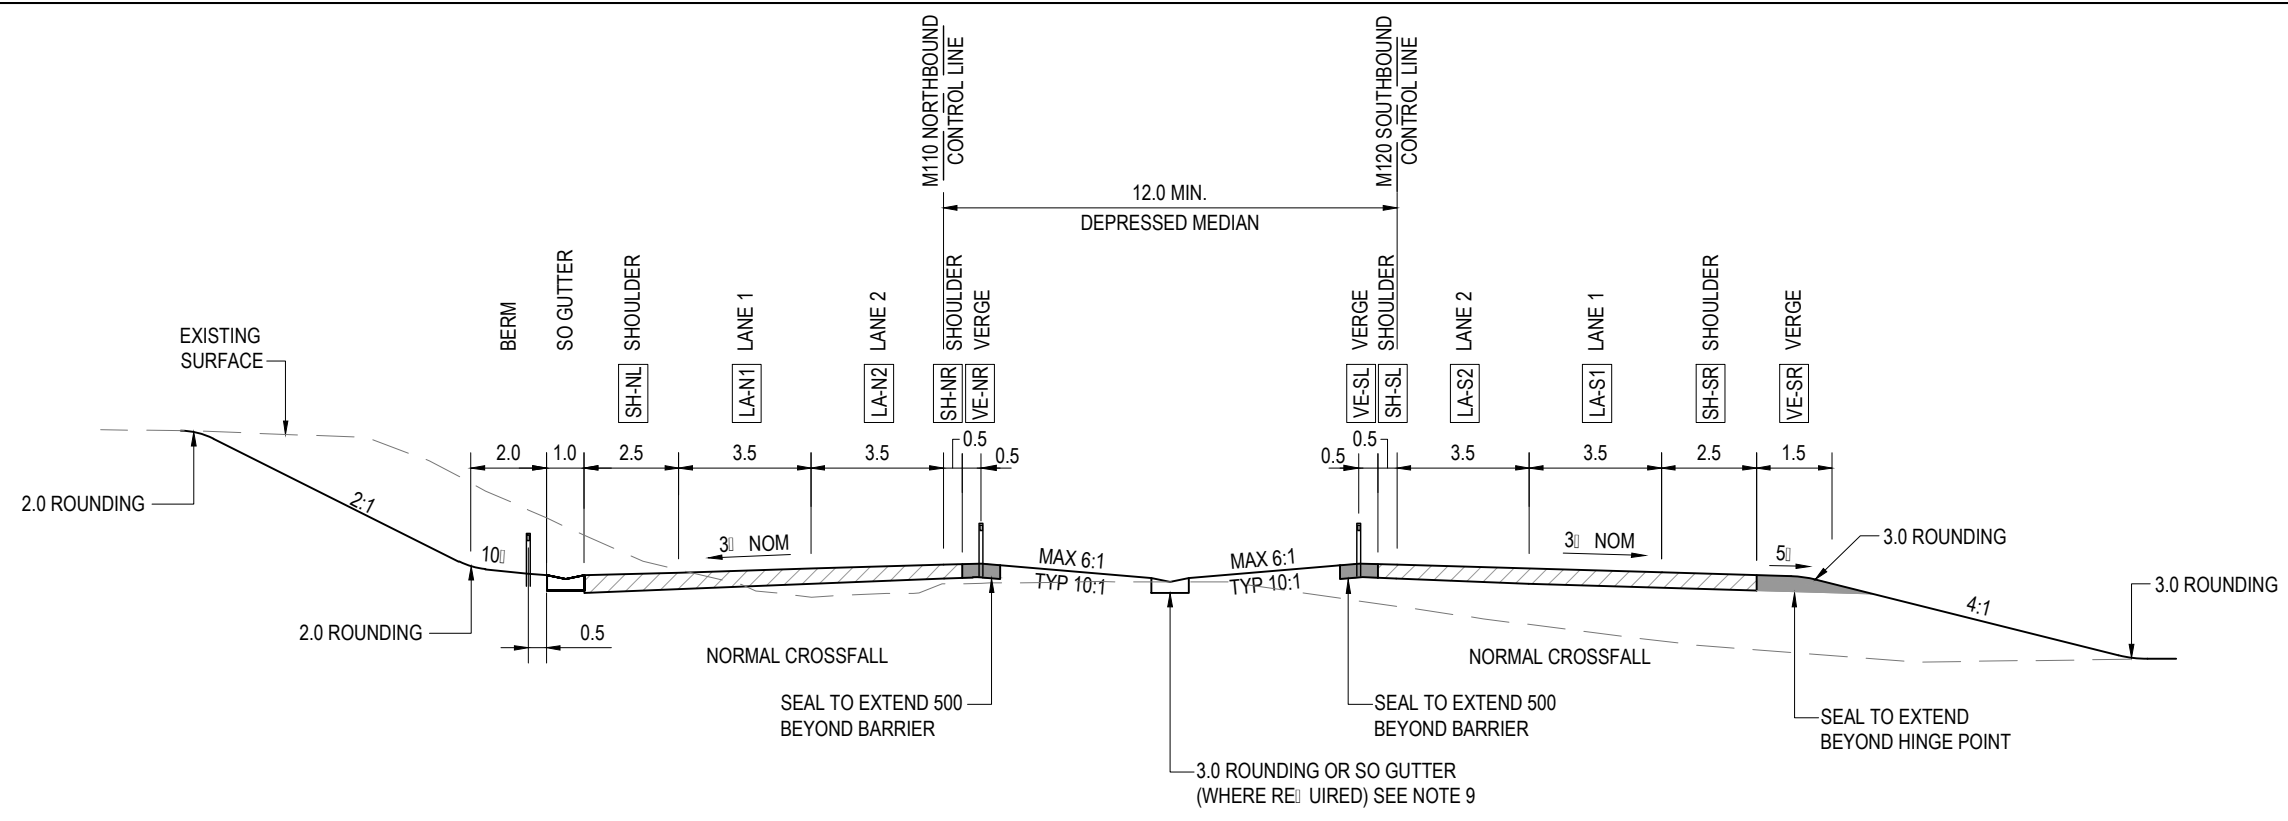 M110 NORTHBOUND
CONTROL LINE
M120 SOUTHBOUND
CONTROL LINE
12.0 MIN.
DEPRESSED MEDIAN
BERM
SO GUTTER
SHOULDER
LANE 1
LANE 2
SHOULDER
VERGE
VERGE
SHOULDER
LANE 2
LANE 1
SHOULDER
VERGE
EXISTING
SURFACE
SH-NL
LA-N1
LA-N2
SH-NR
VE-NR
VE-SL
SH-SL
LA-S2
LA-S1
SH-SR
VE-SR
2.0
1.0
2.5
3.5
3.5
0.5
0.5
0.5
0.5
3.5
3.5
2.5
1.5
2.0 ROUNDING
2:1
10▯
3▯ NOM
MAX 6:1
TYP 10:1
MAX 6:1
TYP 10:1
3▯ NOM
5▯
3.0 ROUNDING
4:1
3.0 ROUNDING
2.0 ROUNDING
0.5
NORMAL CROSSFALL
NORMAL CROSSFALL
SEAL TO EXTEND 500
BEYOND BARRIER
SEAL TO EXTEND 500
BEYOND BARRIER
SEAL TO EXTEND
BEYOND HINGE POINT
3.0 ROUNDING OR SO GUTTER
(WHERE RE▯ UIRED) SEE NOTE 9